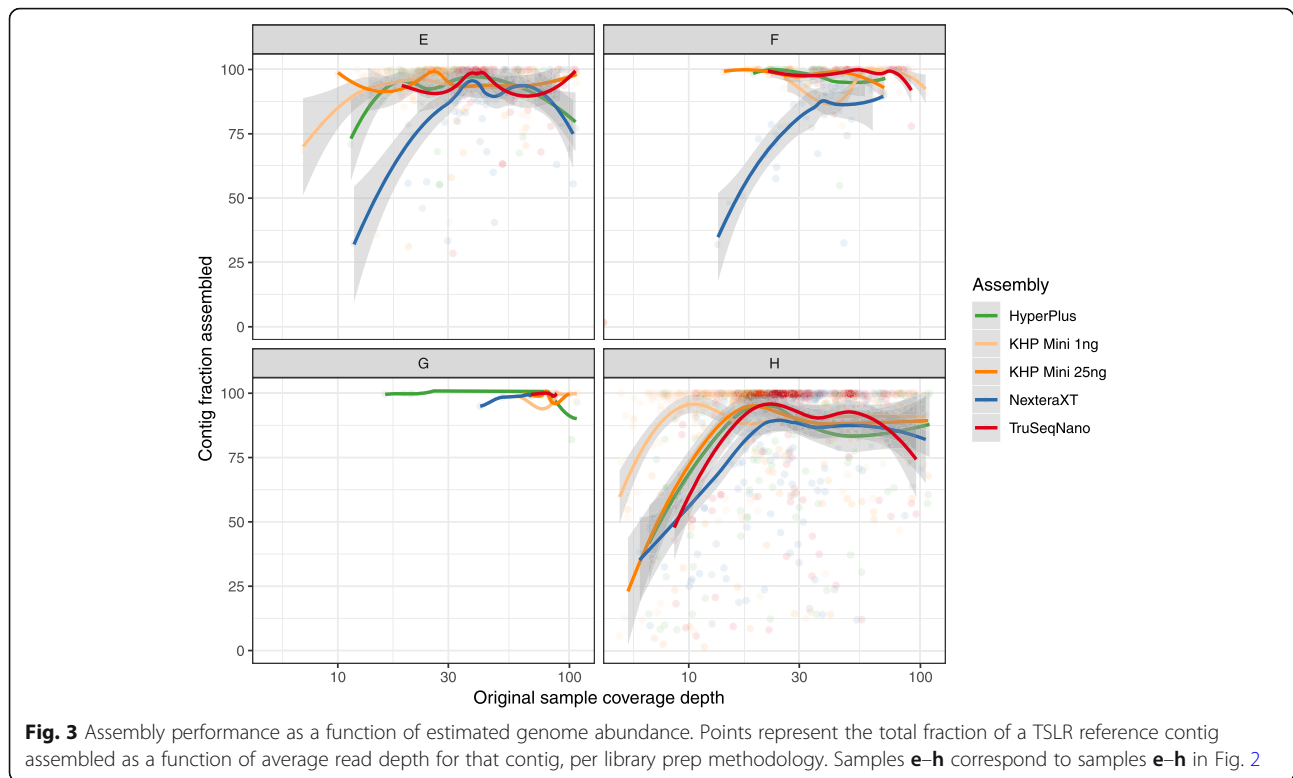 E
F
100
75
50
25
0
G
H
100
75
50
25
0
10
30
100
10
30
100
Contig fraction assembled
Original sample coverage depth
Assembly
HyperPlus
KHP Mini 1ng
KHP Mini 25ng
NexteraXT
TruSeqNano
Fig. 3 Assembly performance as a function of estimated genome abundance. Points represent the total fraction of a TSLR reference contig
assembled as a function of average read depth for that contig, per library prep methodology. Samples e–h correspond to samples e–h in Fig. 2